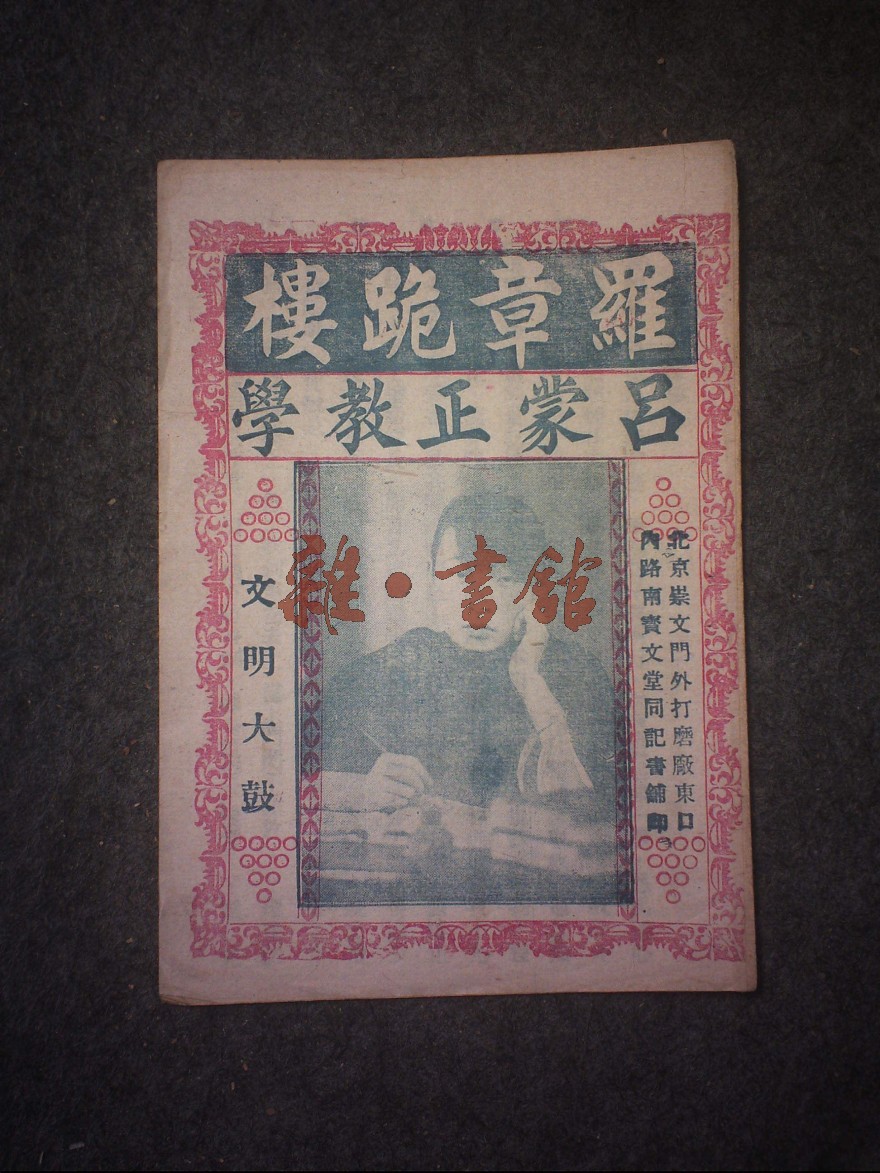 羅章跪樓
呂蒙正教學
北京崇文門外打磨廠東口
內路南寶文堂同記書舖印
文明大鼓
雜·書館